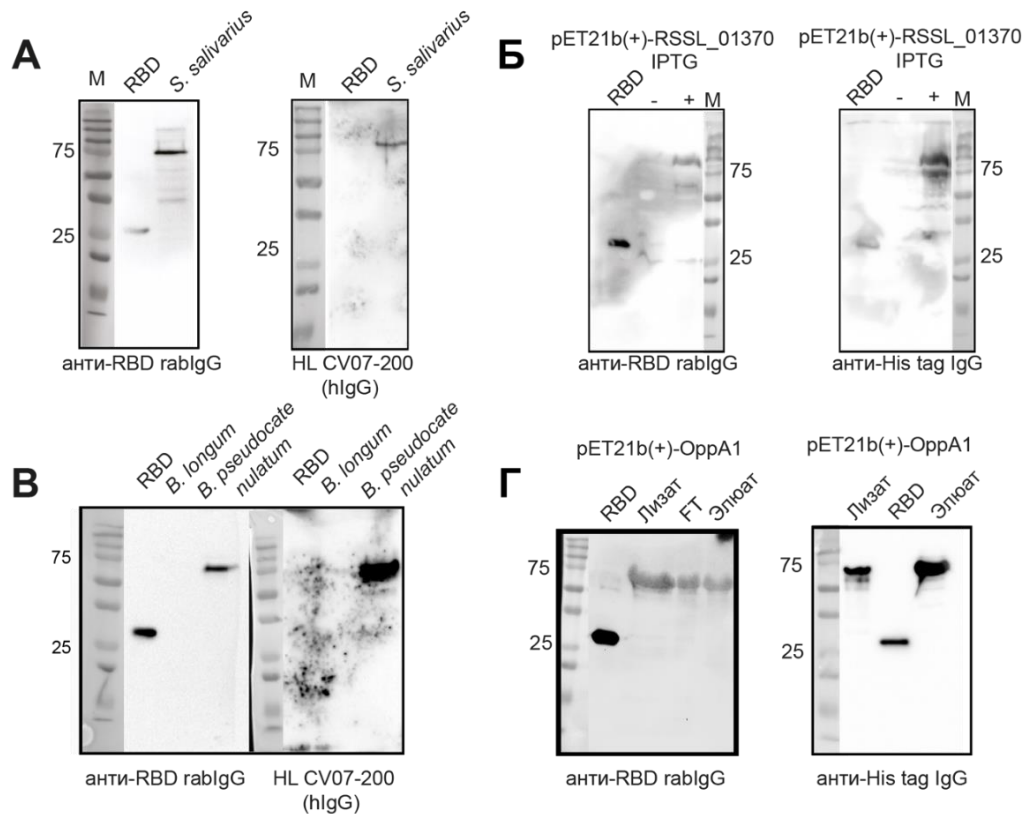 А
M
RBD
S. salivarius
75
25
анти-RBD rabIgG
M
RBD
S. salivarius
75
25
HL CV07-200
(hIgG)
Б
pET21b(+)-RSSL_01370
IPTG
RBD
-
+
M
75
25
анти-RBD rabIgG
pET21b(+)-RSSL_01370
IPTG
RBD
-
+
M
75
25
анти-His tag IgG
В
RBD
B. longum
B. pseudocate
nulatum
75
25
анти-RBD rabIgG
RBD
B. longum
B. pseudocate
nulatum
HL CV07-200
(hIgG)
Г
pET21b(+)-OppA1
RBD
Лизат
FT
Элюат
75
25
анти-RBD rabIgG
pET21b(+)-OppA1
Лизат
RBD
Элюат
75
25
анти-His tag IgG